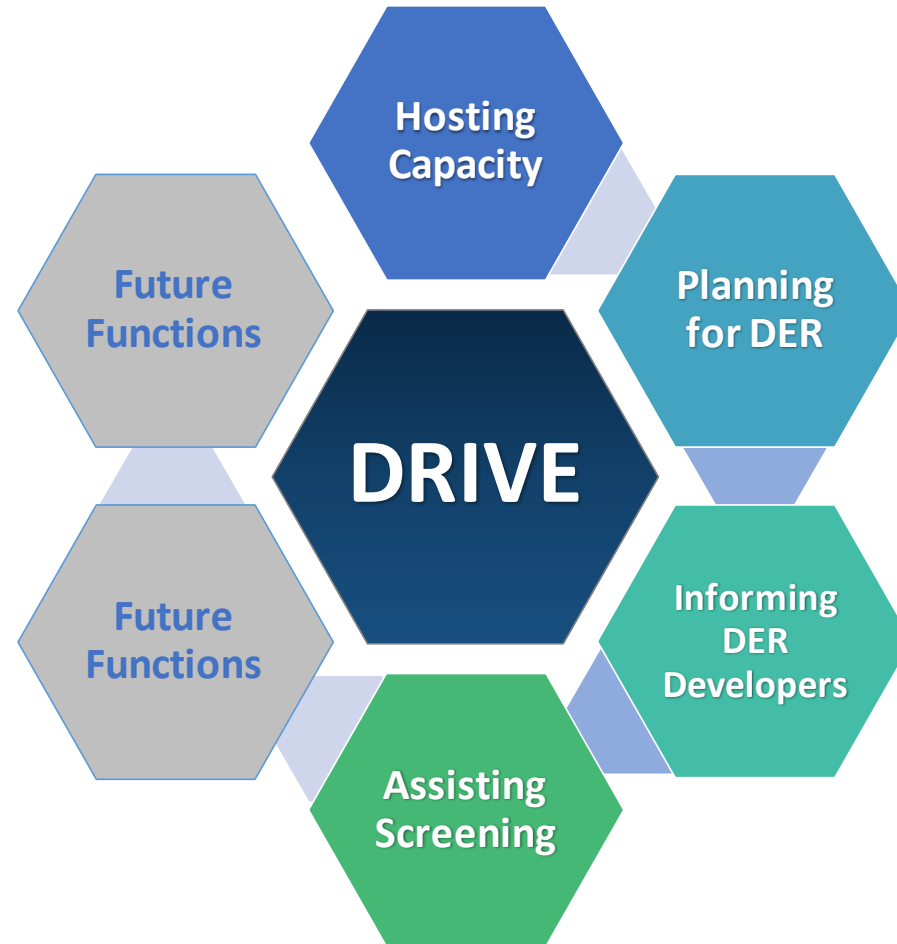 Hosting
Capacity
Planning
for DER
Informing
DER
Developers
Assisting
Screening
Future
Functions
Future
Functions
DRIVE